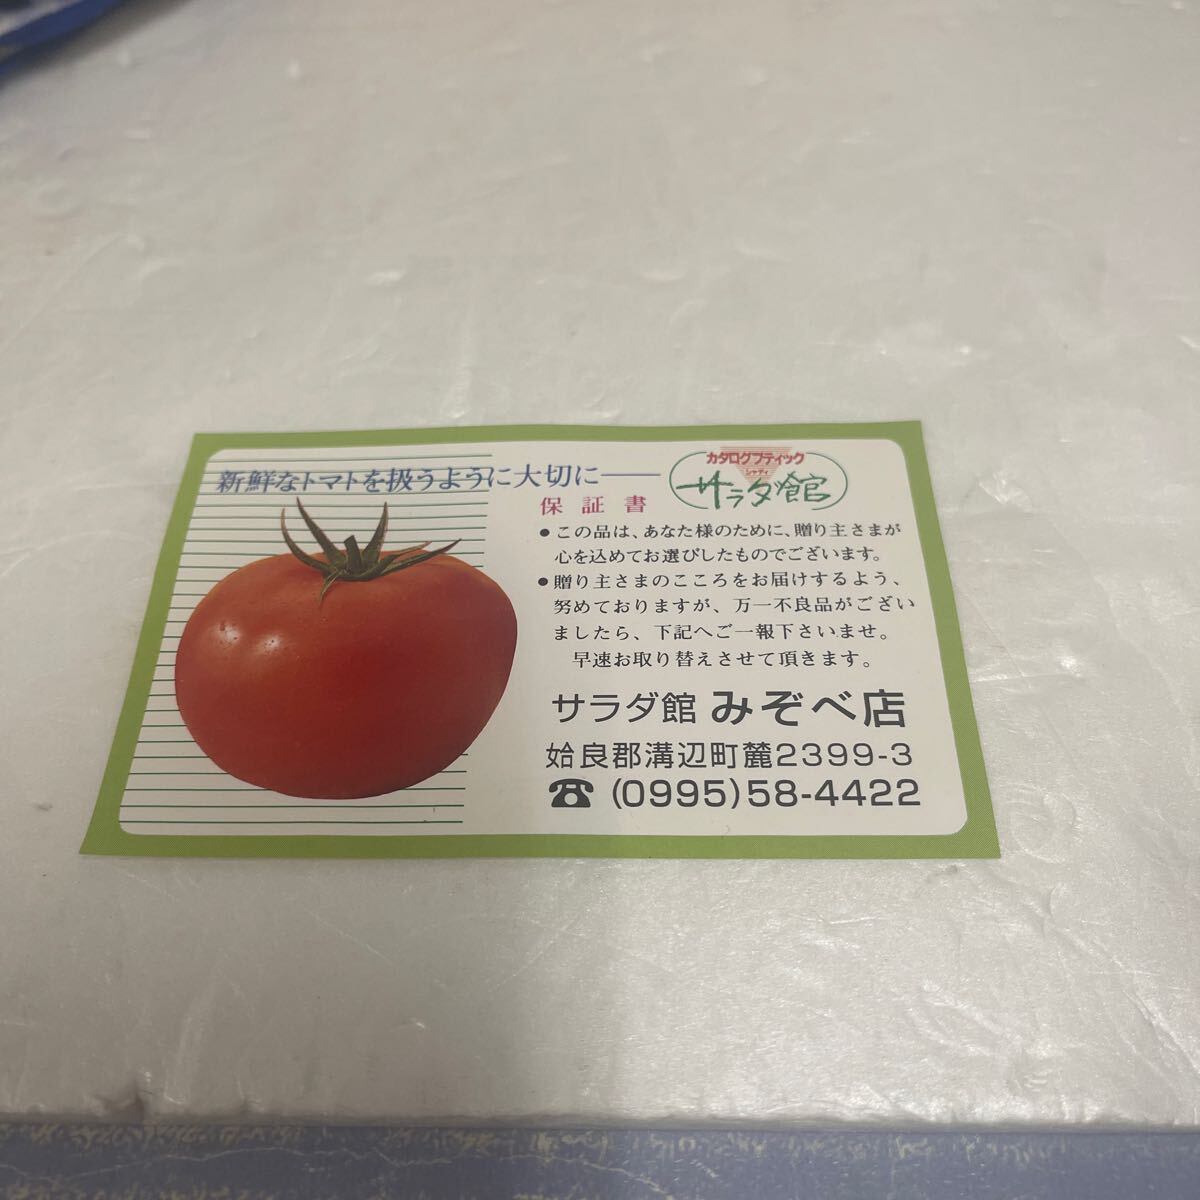 新鮮なトマトを扱うように大切に――
カタログブティック
シャディ
サラダ館
保証書
●この品は、あなた様のために、贈り主さまが
心を込めてお選びしたものでございます。
●贈り主さまのこころをお届けするよう、
努めておりますが、万一不良品がござい
ましたら、下記へご一報下さいませ。
早速お取り替えさせて頂きます。
サラダ館 みぞべ店
姶良郡溝辺町麓2399-3
☎ (0995)58-4422